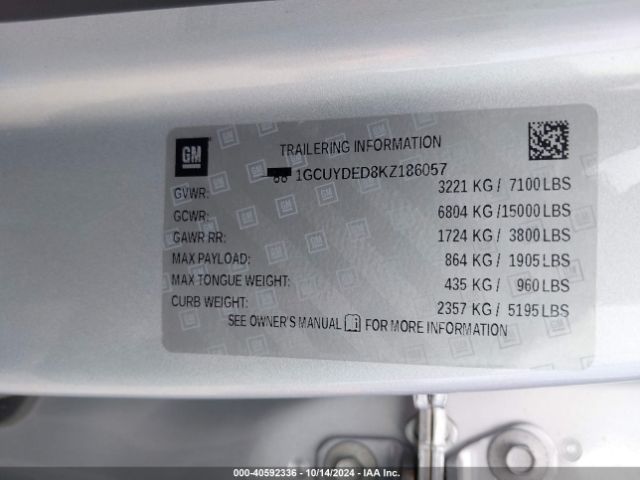 GM
TRAILERING INFORMATION
1GCUYDED8KZ186057
GVWR: 3221 KG / 7100 LBS
GCWR: 6804 KG / 15000 LBS
GAWR RR: 1724 KG / 3800 LBS
MAX PAYLOAD: 864 KG / 1905 LBS
MAX TONGUE WEIGHT: 435 KG / 960 LBS
CURB WEIGHT: 2357 KG / 5195 LBS
SEE OWNER'S MANUAL FOR MORE INFORMATION
000-40592336 - 10/14/2024 - IAA Inc.